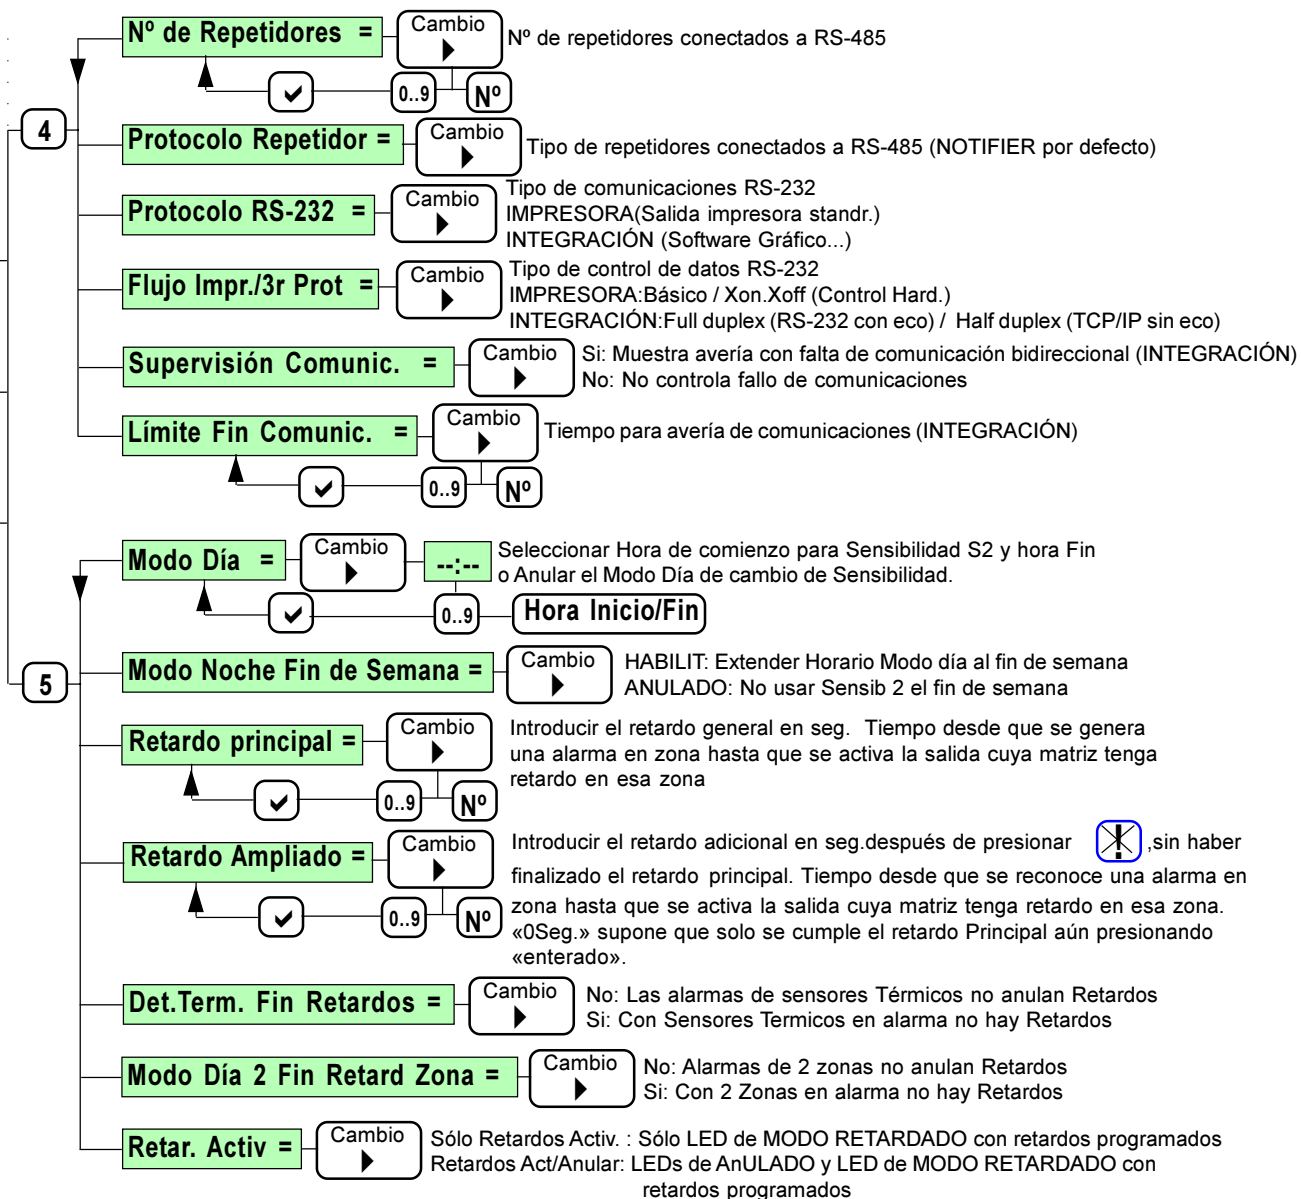 Nº de Repetidores =
Cambio
Nº de repetidores conectados a RS-485
0..9
Nº
4
Protocolo Repetidor =
Cambio
Tipo de repetidores conectados a RS-485 (NOTIFIER por defecto)
Protocolo RS-232 =
Cambio
Tipo de comunicaciones RS-232
IMPRESORA(Salida impresora standr.)
INTEGRACIÓN (Software Gráfico...)
Flujo Impr./3r Prot =
Cambio
Tipo de control de datos RS-232
IMPRESORA:Básico / Xon.Xoff (Control Hard.)
INTEGRACIÓN:Full duplex (RS-232 con eco) / Half duplex (TCP/IP sin eco)
Supervisión Comunic. =
Cambio
Si: Muestra avería con falta de comunicación bidireccional (INTEGRACIÓN)
No: No controla fallo de comunicaciones
Límite Fin Comunic. =
Cambio
Tiempo para avería de comunicaciones (INTEGRACIÓN)
0..9
Nº
Modo Día =
Cambio
--:--
Seleccionar Hora de comienzo para Sensibilidad S2 y hora Fin
o Anular el Modo Día de cambio de Sensibilidad.
0..9
Hora Inicio/Fin
5
Modo Noche Fin de Semana =
Cambio
HABILIT: Extender Horario Modo día al fin de semana
ANULADO: No usar Sensib 2 el fin de semana
Retardo principal =
Cambio
Introducir el retardo general en seg. Tiempo desde que se genera
una alarma en zona hasta que se activa la salida cuya matriz tenga
retardo en esa zona
0..9
Nº
Retardo Ampliado =
Cambio
Introducir el retardo adicional en seg.después de presionar ,sin haber
finalizado el retardo principal. Tiempo desde que se reconoce una alarma en
zona hasta que se activa la salida cuya matriz tenga retardo en esa zona.
«0Seg.» supone que solo se cumple el retardo Principal aún presionando
«enterado».
0..9
Nº
Det.Term. Fin Retardos =
Cambio
No: Las alarmas de sensores Térmicos no anulan Retardos
Si: Con Sensores Termicos en alarma no hay Retardos
Modo Día 2 Fin Retard Zona =
Cambio
No: Alarmas de 2 zonas no anulan Retardos
Si: Con 2 Zonas en alarma no hay Retardos
Retar. Activ =
Cambio
Sólo Retardos Activ. : Sólo LED de MODO RETARDADO con retardos programados
Retardos Act/Anular: LEDs de AnULADO y LED de MODO RETARDADO con
retardos programados